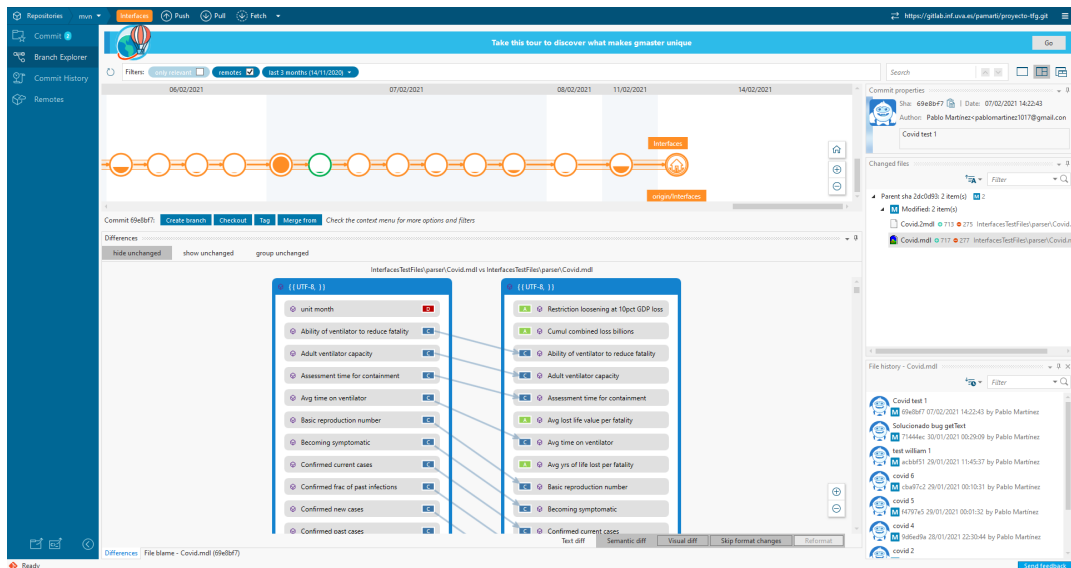 Repositories mvn Interfaces Push Pull Fetch https://gitlab.inf.uva.es/pamarti/proyecto-tfg.git
Commit
Branch Explorer
Commit History
Remotes
Take this tour to discover what makes gmaster unique
Go
Filters: only relevant remotes last 3 months (14/11/2020)
Search
06/02/2021 07/02/2021 08/02/2021 11/02/2021 14/02/2021
Interfaces
origin/Interfaces
Commit 69e8bf7: Create branch Checkout Tag Merge from Check the context menu for more options and filters
Differences
hide unchanged show unchanged group unchanged
InterfacesTestFiles\parser\Covid.mdl vs InterfacesTestFiles\parser\Covid.mdl
{ { UTF-8, } }
unit month D
Ability of ventilator to reduce fatality C
Adult ventilator capacity C
Assessment time for containment C
Avg time on ventilator C
Basic reproduction number C
Becoming symptomatic C
Confirmed current cases C
Confirmed frac of past infections C
Confirmed new cases C
Confirmed past cases C
{ { UTF-8, } }
A Restriction loosening at 10pct GDP loss
A Cumul combined loss billions
C Ability of ventilator to reduce fatality
C Adult ventilator capacity
C Assessment time for containment
A Avg lost life value per fatality
C Avg time on ventilator
A Avg yrs of life lost per fatality
C Basic reproduction number
C Becoming symptomatic
C Confirmed current cases
Text diff Semantic diff Visual diff Skip format changes Reformat
Differences File blame - Covid.mdl (69e8bf7)
Commit properties
Sha: 69e8bf7 | Date: 07/02/2021 14:22:43
Author: Pablo Martinez<pablomartinez1017@gmail.con
Covid test 1
Changed files
Filter
Parent sha 2dc0d93: 2 item(s) M 2
M Modified: 2 item(s)
Covid.2mdl 713 275 InterfacesTestFiles\parser\Covid.
Covid.mdl 717 277 InterfacesTestFiles\parser\Covid.m
File history - Covid.mdl
Filter
Covid test 1
M 69e8bf7 07/02/2021 14:22:43 by Pablo Martinez
Solucionado bug getText
M 71444ec 30/01/2021 00:29:09 by Pablo Martinez
test william 1
M acbbf51 29/01/2021 11:45:37 by Pablo Martinez
covid 6
M cba97c2 29/01/2021 00:10:31 by Pablo Martinez
covid 5
M f4797e5 29/01/2021 00:01:32 by Pablo Martinez
covid 4
M 9d6ed9a 28/01/2021 22:30:44 by Pablo Martinez
covid 2
Ready
Send feedback